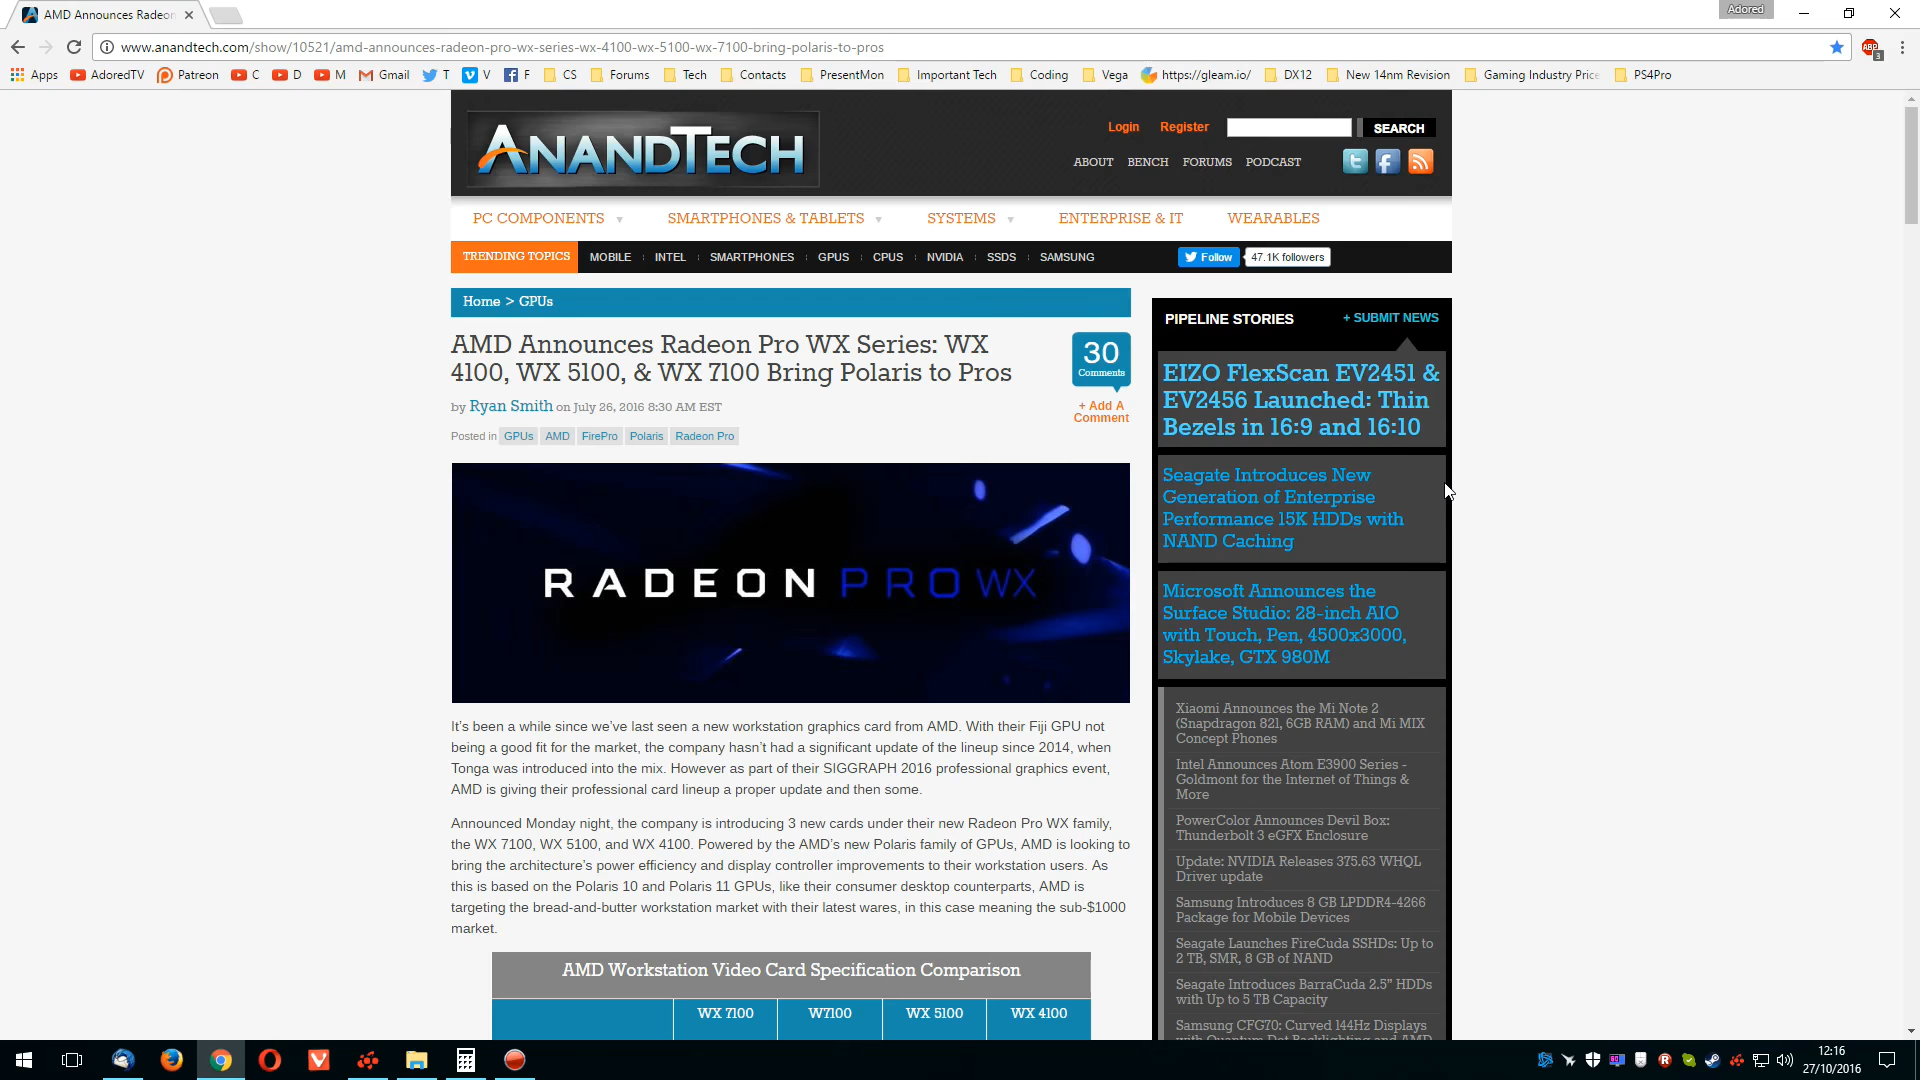 AMD Announces Radeon
Adored
www.anandtech.com/show/10521/amd-announces-radeon-pro-wx-series-wx-4100-wx-5100-wx-7100-bring-polaris-to-pros
ABP
3
Apps AdoredTV Patreon C D M Gmail T V F CS Forums Tech Contacts PresentMon Important Tech Coding Vega https://gleam.io/ DX12 New 14nm Revision Gaming Industry Price PS4Pro
ANANDTECH
Login Register SEARCH
ABOUT BENCH FORUMS PODCAST
PC COMPONENTS SMARTPHONES & TABLETS SYSTEMS ENTERPRISE & IT WEARABLES
TRENDING TOPICS MOBILE INTEL SMARTPHONES GPUS CPUS NVIDIA SSDS SAMSUNG Follow 47.1K followers
Home > GPUs
AMD Announces Radeon Pro WX Series: WX
4100, WX 5100, & WX 7100 Bring Polaris to Pros
by Ryan Smith on July 26, 2016 8:30 AM EST
Posted in GPUs AMD FirePro Polaris Radeon Pro
30
Comments
+ Add A
Comment
RADEON PRO WX
It's been a while since we've last seen a new workstation graphics card from AMD. With their Fiji GPU not
being a good fit for the market, the company hasn't had a significant update of the lineup since 2014, when
Tonga was introduced into the mix. However as part of their SIGGRAPH 2016 professional graphics event,
AMD is giving their professional card lineup a proper update and then some.
Announced Monday night, the company is introducing 3 new cards under their new Radeon Pro WX family,
the WX 7100, WX 5100, and WX 4100. Powered by the AMD's new Polaris family of GPUs, AMD is looking to
bring the architecture's power efficiency and display controller improvements to their workstation users. As
this is based on the Polaris 10 and Polaris 11 GPUs, like their consumer desktop counterparts, AMD is
targeting the bread-and-butter workstation market with their latest wares, in this case meaning the sub-$1000
market.
AMD Workstation Video Card Specification Comparison
WX 7100 W7100 WX 5100 WX 4100
PIPELINE STORIES + SUBMIT NEWS
EIZO FlexScan EV2451 &
EV2456 Launched: Thin
Bezels in 16:9 and 16:10
Seagate Introduces New
Generation of Enterprise
Performance 15K HDDs with
NAND Caching
Microsoft Announces the
Surface Studio: 28-inch AIO
with Touch, Pen, 4500x3000,
Skylake, GTX 980M
Xiaomi Announces the Mi Note 2
(Snapdragon 821, 6GB RAM) and Mi MIX
Concept Phones
Intel Announces Atom E3900 Series -
Goldmont for the Internet of Things &
More
PowerColor Announces Devil Box:
Thunderbolt 3 eGFX Enclosure
Update: NVIDIA Releases 375.63 WHQL
Driver update
Samsung Introduces 8 GB LPDDR4-4266
Package for Mobile Devices
Seagate Launches FireCuda SSHDs: Up to
2 TB, SMR, 8 GB of NAND
Seagate Introduces BarraCuda 2.5" HDDs
with Up to 5 TB Capacity
Samsung CFG70: Curved 144Hz Displays
with Quantum Dot Backlighting and AMD
12:16
27/10/2016